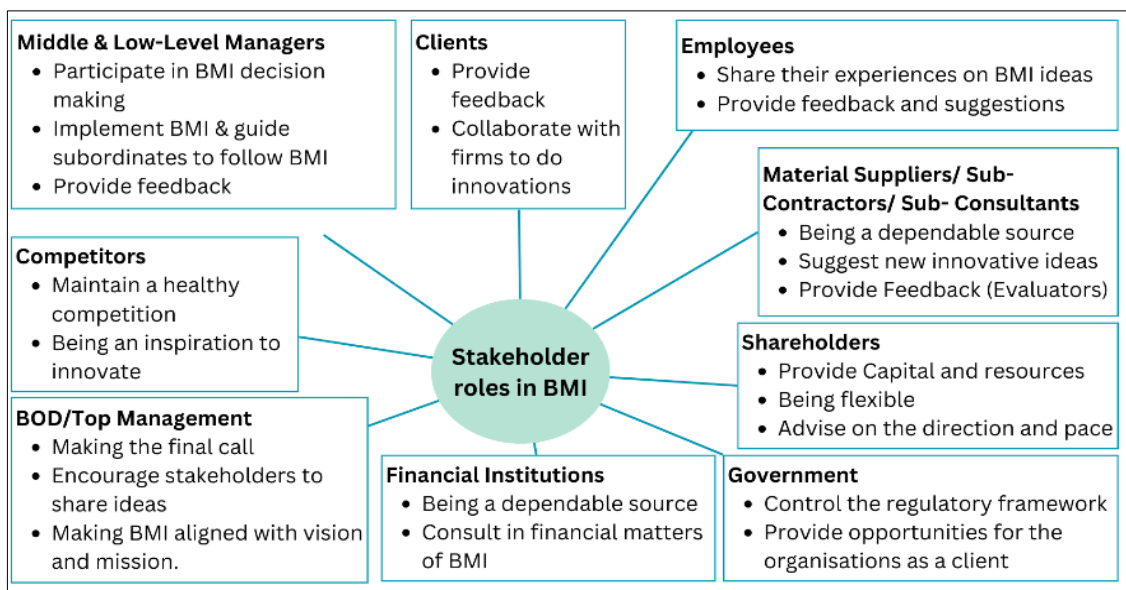 Middle & Low-Level Managers
• Participate in BMI decision
making
• Implement BMI & guide
subordinates to follow BMI
• Provide feedback
Clients
• Provide
feedback
• Collaborate with
firms to do
innovations
Employees
• Share their experiences on BMI ideas
• Provide feedback and suggestions
Material Suppliers/ Sub-
Contractors/ Sub- Consultants
• Being a dependable source
• Suggest new innovative ideas
• Provide Feedback (Evaluators)
Competitors
• Maintain a healthy
competition
• Being an inspiration to
innovate
Stakeholder
roles in BMI
Shareholders
• Provide Capital and resources
• Being flexible
• Advise on the direction and pace
BOD/Top Management
• Making the final call
• Encourage stakeholders to
share ideas
• Making BMI aligned with vision
and mission.
Financial Institutions
• Being a dependable source
• Consult in financial matters
of BMI
Government
• Control the regulatory framework
• Provide opportunities for the
organisations as a client